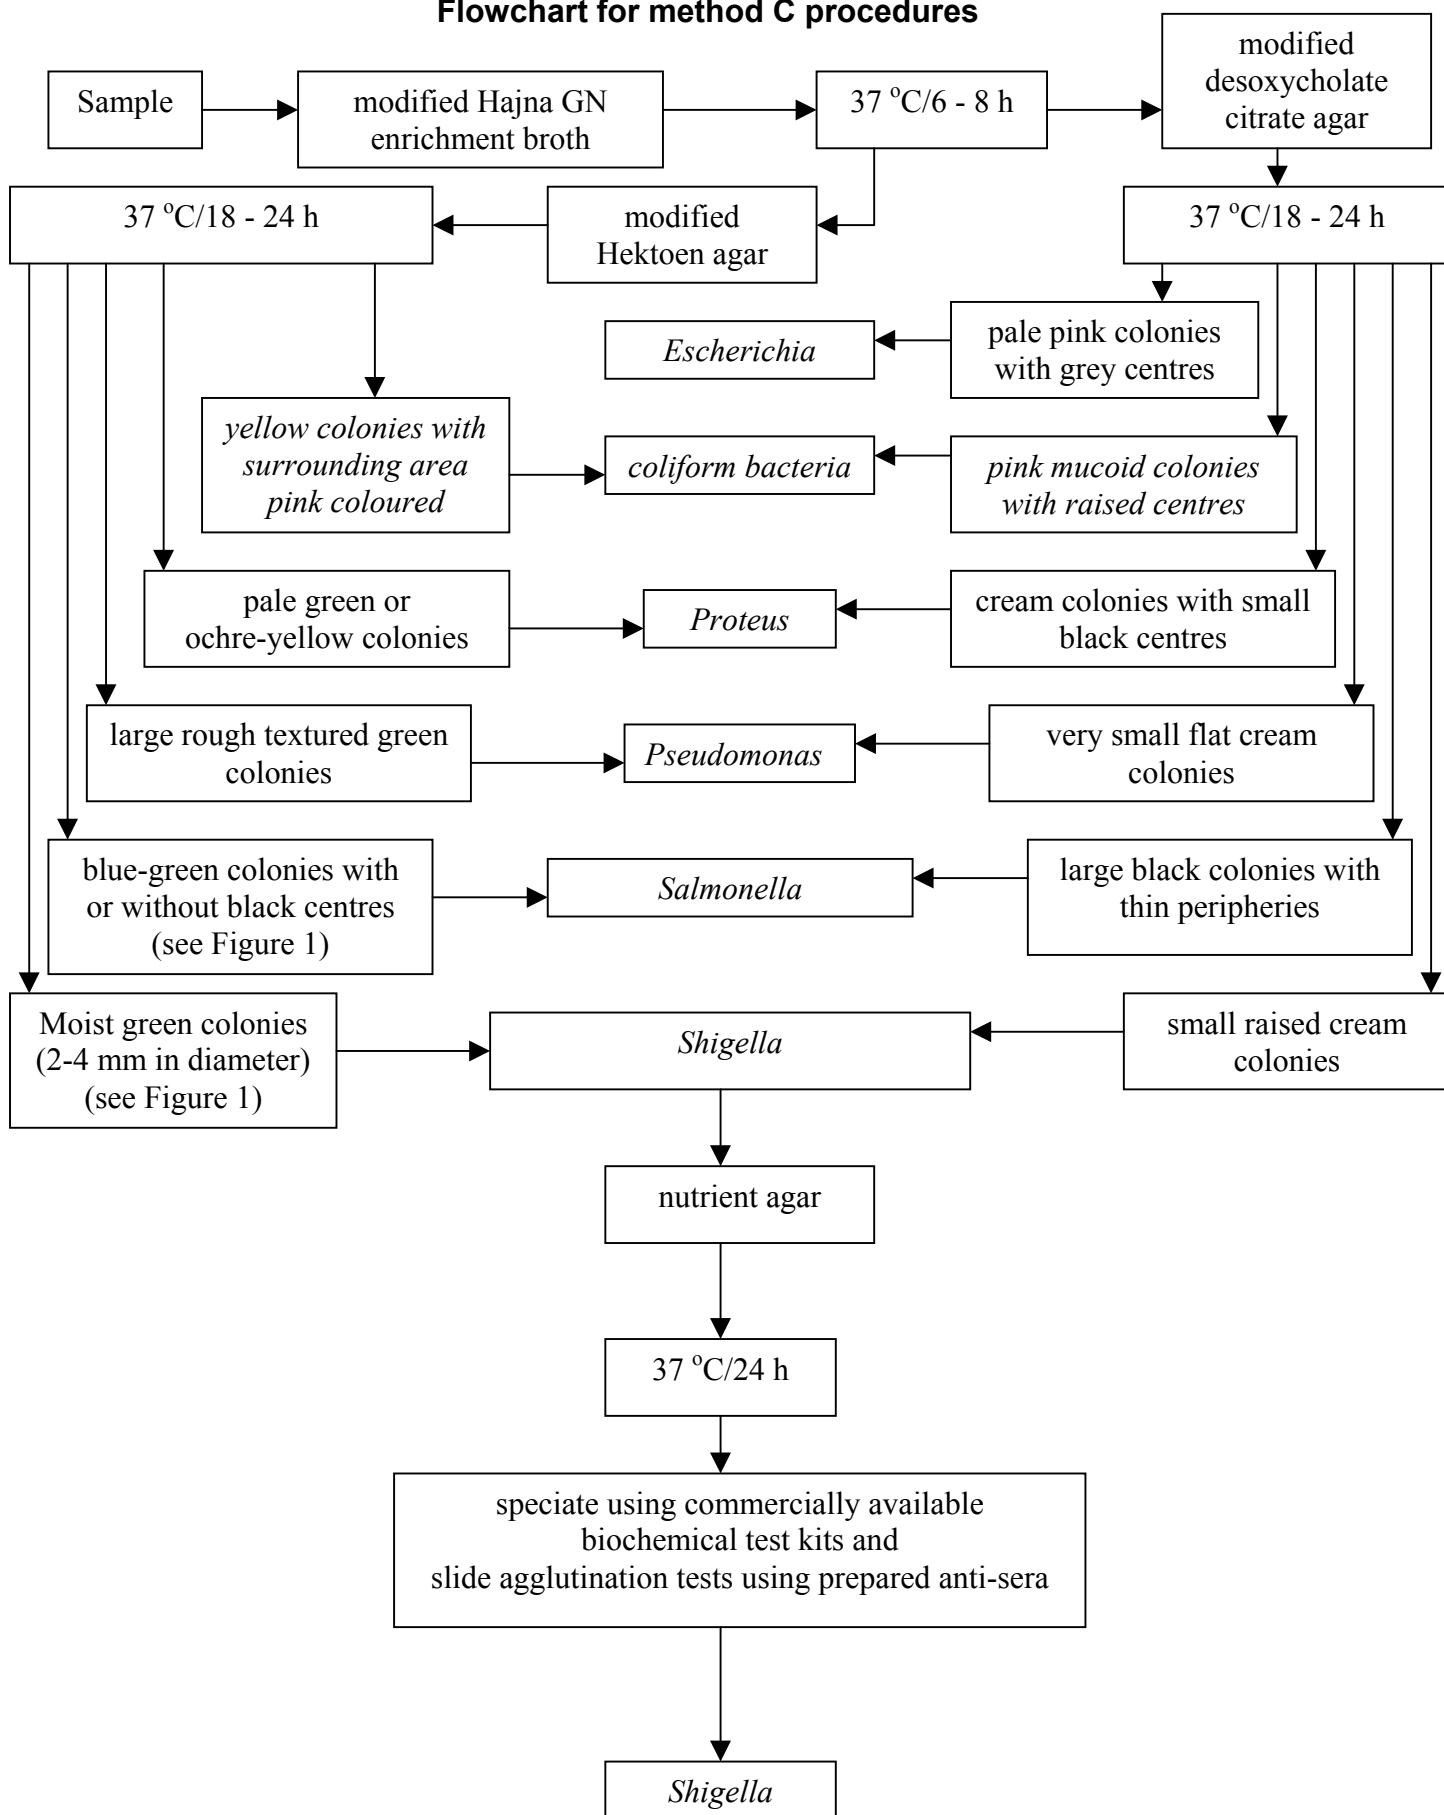 Flowchart for method C procedures
Sample
modified Hajna GN
enrichment broth
37 °C/6 - 8 h
modified
desoxycholate
citrate agar
37 °C/18 - 24 h
modified
Hektoen agar
37 °C/18 - 24 h
Escherichia
pale pink colonies
with grey centres
yellow colonies with
surrounding area
pink coloured
coliform bacteria
pink mucoid colonies
with raised centres
pale green or
ochre-yellow colonies
Proteus
cream colonies with small
black centres
large rough textured green
colonies
Pseudomonas
very small flat cream
colonies
blue-green colonies with
or without black centres
(see Figure 1)
Salmonella
large black colonies with
thin peripheries
Moist green colonies
(2-4 mm in diameter)
(see Figure 1)
Shigella
small raised cream
colonies
nutrient agar
37 °C/24 h
speciate using commercially available
biochemical test kits and
slide agglutination tests using prepared anti-sera
Shigella